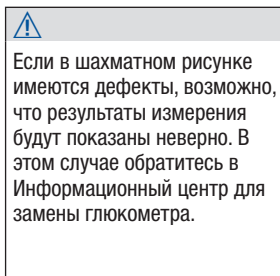 Если в шахматном рисунке
имеются дефекты, возможно,
что результаты измерения
будут показаны неверно. В
этом случае обратитесь в
Информационный центр для
замены глюкометра.